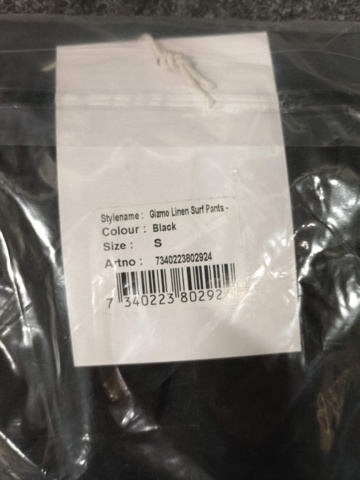 Stylename : Gizmo Linen Surf Pants -
Colour : Black
Size : S
Artno : 7340223802924
7 340223 80292